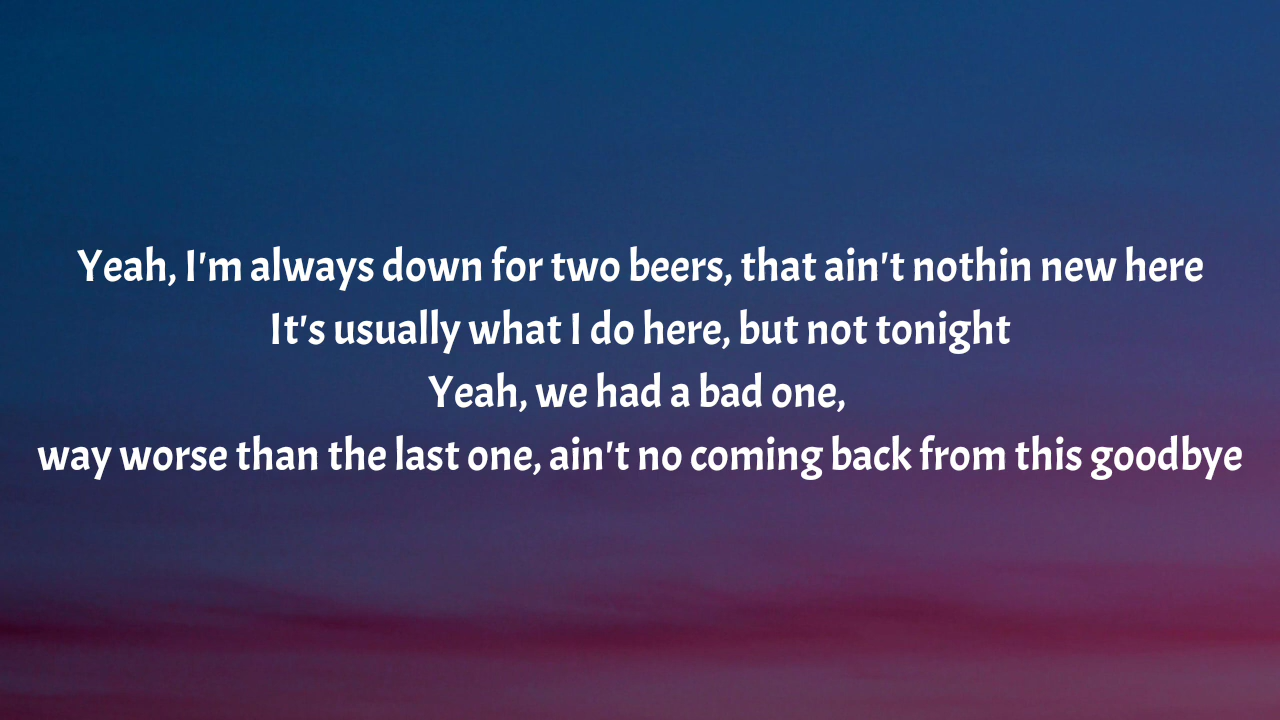 Yeah, I'm always down for two beers, that ain't nothin new here
It's usually what I do here, but not tonight
Yeah, we had a bad one,
way worse than the last one, ain't no coming back from this goodbye